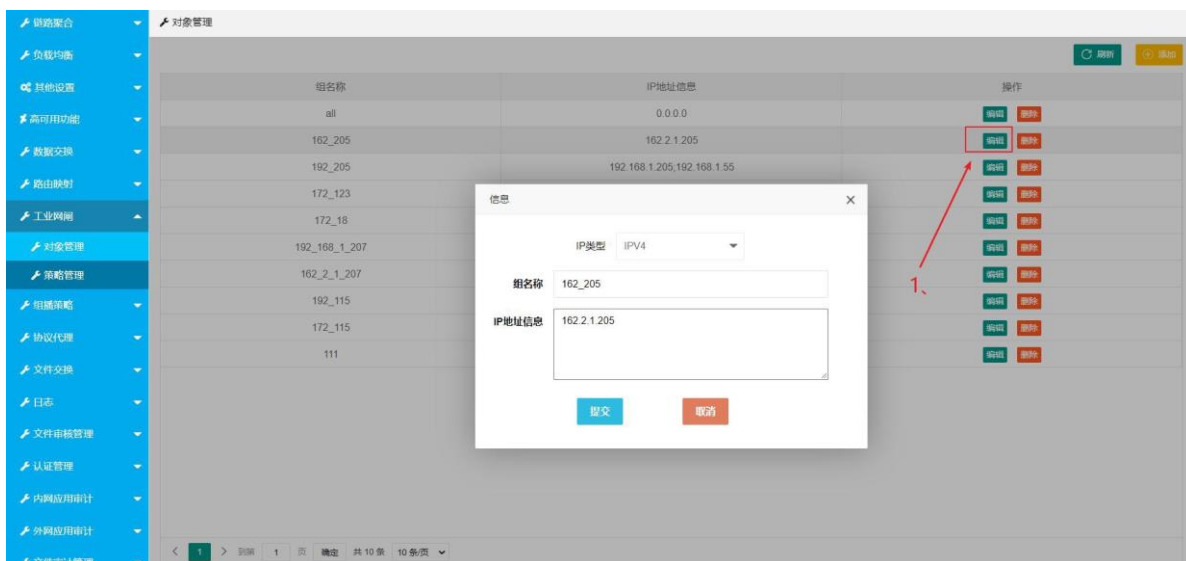 链路聚合
负载均衡
其他设置
高可用功能
数据交换
路由映射
工业网闸
对象管理
策略管理
组播策略
协议代理
文件交换
日志
文件审核管理
认证管理
内网应用审计
外网应用审计
对象管理
刷新 添加
组名称 IP地址信息 操作
all 0.0.0.0 编辑 删除
162_205 162.2.1.205 编辑 删除
192_205 192.168.1.205;192.168.1.55 编辑 删除
172_123 编辑 删除
172_18 编辑 删除
192_168_1_207 编辑 删除
162_2_1_207 编辑 删除
192_115 编辑 删除
172_115 编辑 删除
111 编辑 删除
信息 ×
IP类型 IPV4
组名称 162_205
IP地址信息 162.2.1.205
提交 取消
1、
< 1 > 到第 1 页 确定 共 10 条 10 条/页